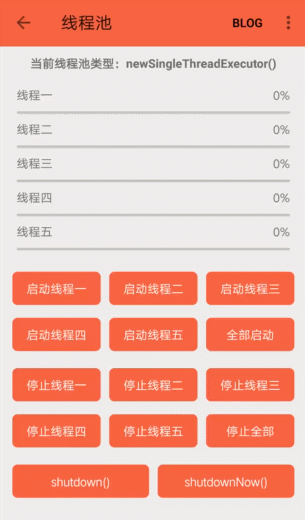 线程池 BLOG
当前线程池类型：newSingleThreadExecutor()
线程一 0%
线程二 0%
线程三 0%
线程四 0%
线程五 0%
启动线程一 启动线程二 启动线程三
启动线程四 启动线程五 全部启动
停止线程一 停止线程二 停止线程三
停止线程四 停止线程五 停止全部
shutdown() shutdownNow()